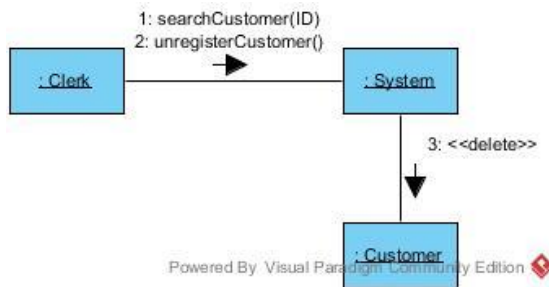 1: searchCustomer(ID)
2: unregisterCustomer()
: Clerk
: System
3: <<delete>>
: Customer
Powered By Visual Paradigm Community Edition